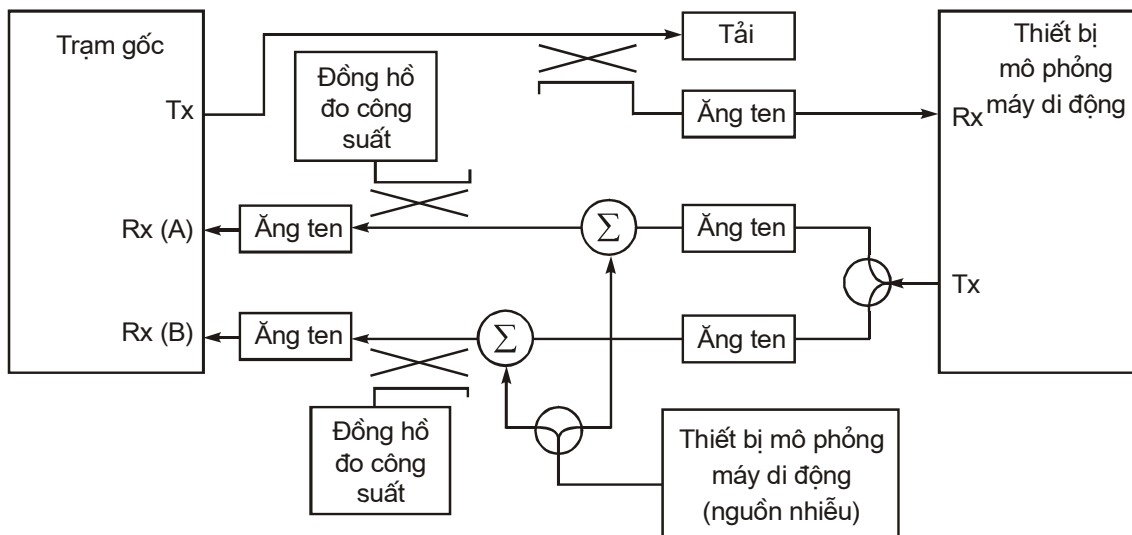 Trạm gốc
Tx
Rx (A)
Rx (B)
Đồng hồ
đo công
suất
Tải
Ăng ten
Thiết bị
mô phỏng
máy di động
Rx
Tx
Ăng ten
Σ
Ăng ten
Ăng ten
Σ
Ăng ten
Đồng hồ
đo công
suất
Thiết bị mô phỏng
máy di động
(nguồn nhiễu)